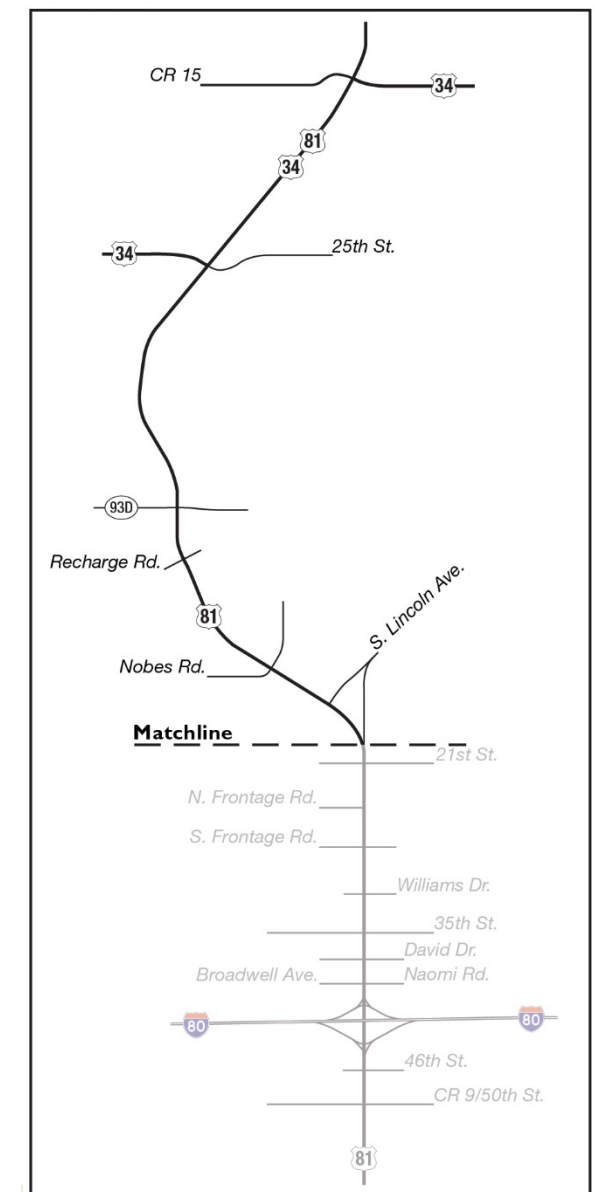 CR 15
34
81
34
34
25th St.
93D
Recharge Rd.
81
S. Lincoln Ave.
Nobes Rd.
Matchline
21st St.
N. Frontage Rd.
S. Frontage Rd.
Williams Dr.
35th St.
David Dr.
Broadwell Ave.
Naomi Rd.
80
80
46th St.
CR 9/50th St.
81